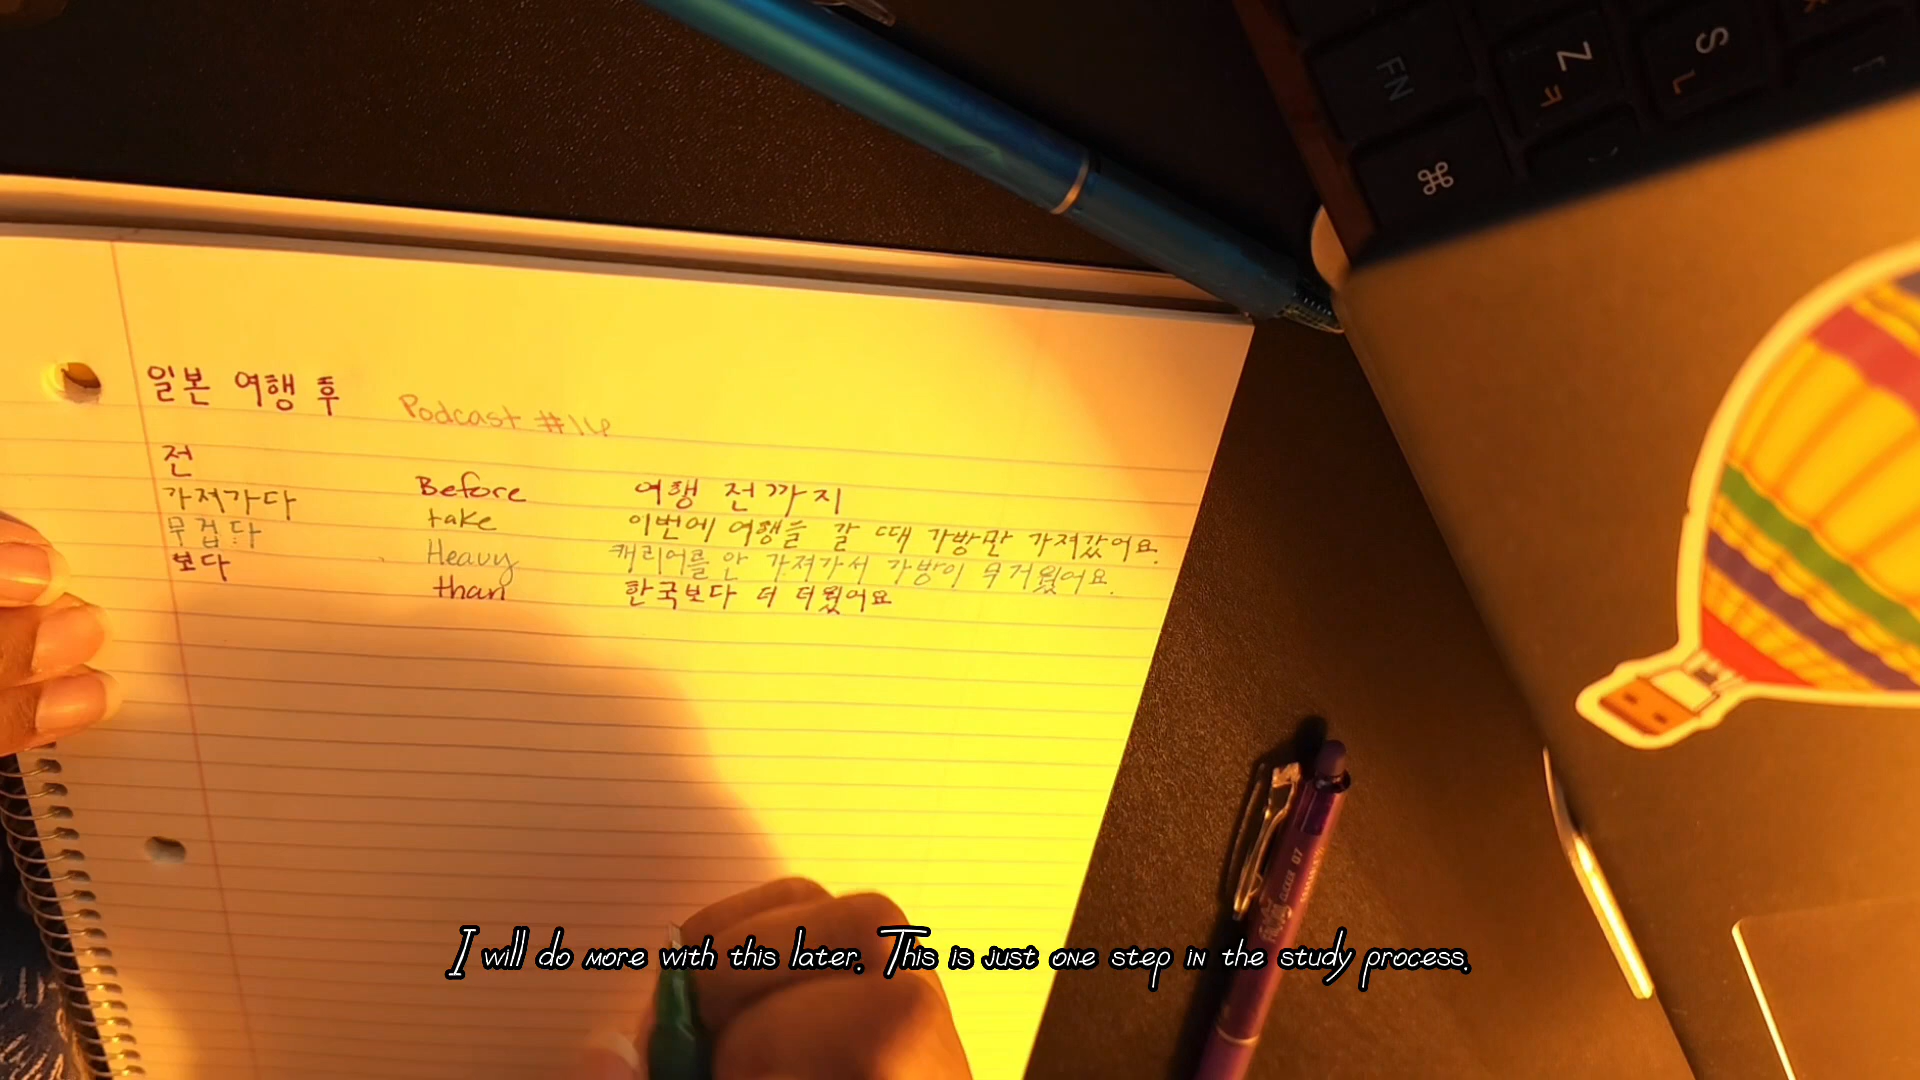 일본 여행 후 Podcast #14
전 Before 여행 전까지
가져가다 take 이번에 여행을 갈 때 가방만 가져갔어요.
무겁다 Heavy 캐리어를 안 가져가서 가방이 무거웠어요.
보다 than 한국보다 더 더웠어요
FN
Z ㅋ
S ㄴ
⌘
CLICKER 07
I will do more with this later. This is just one step in the study process.